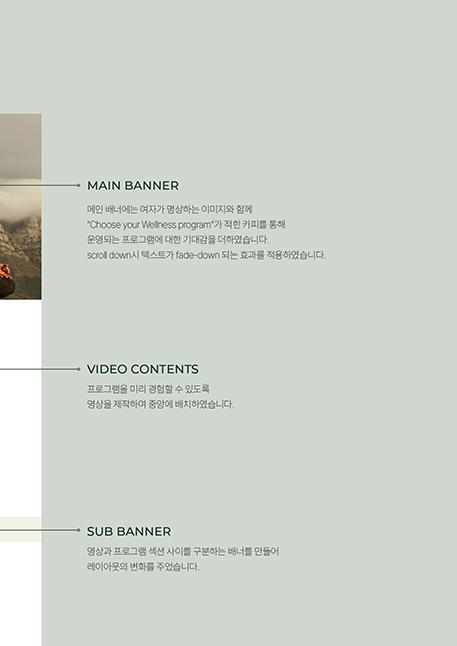 MAIN BANNER
메인 배너에는 여자가 명상하는 이미지와 함께
"Choose your Wellness program"가 적힌 카피를 통해
운영되는 프로그램에 대한 기대감을 더하였습니다.
scroll down시 텍스트가 fade-down 되는 효과를 적용하였습니다.
VIDEO CONTENTS
프로그램을 미리 경험할 수 있도록
영상을 제작하여 중앙에 배치하였습니다.
SUB BANNER
영상과 프로그램 섹션 사이를 구분하는 배너를 만들어
레이아웃의 변화를 주었습니다.